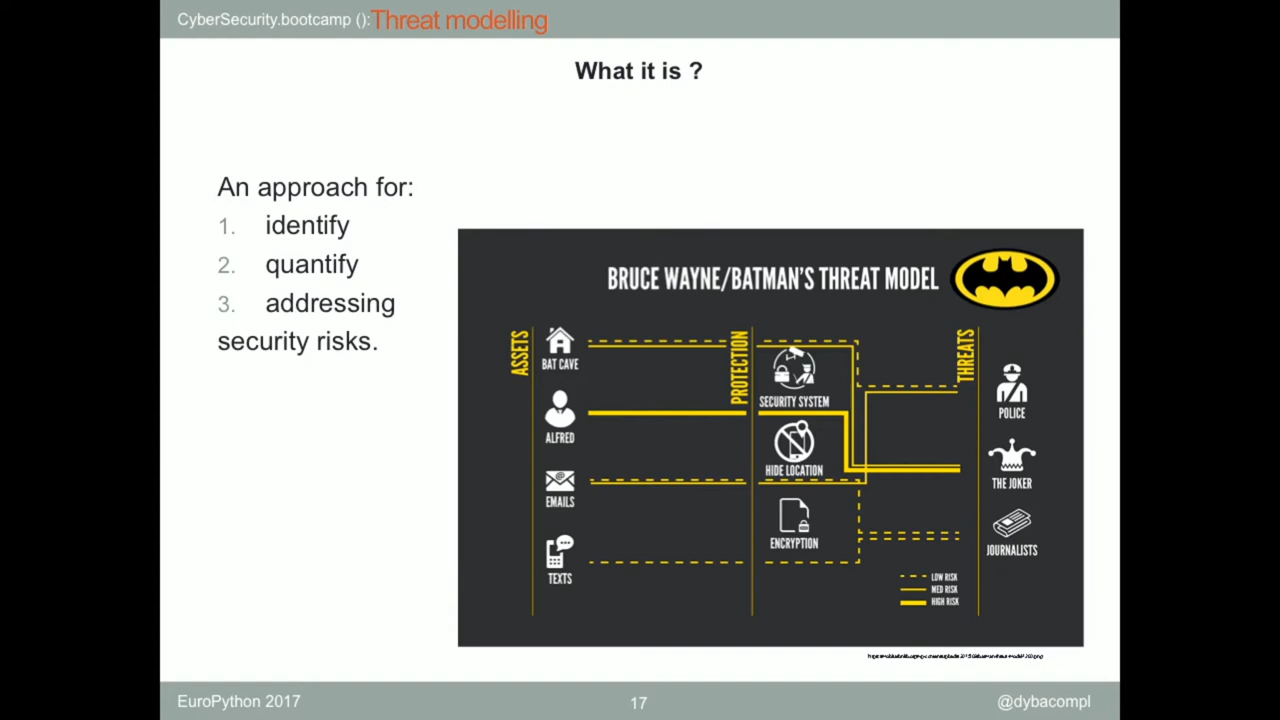 CyberSecurity.bootcamp ():Threat modelling
What it is ?
An approach for:
1. identify
2. quantify
3. addressing
security risks.
BRUCE WAYNE/BATMAN'S THREAT MODEL
ASSETS
BAT CAVE
ALFRED
EMAILS
TEXTS
PROTECTION
SECURITY SYSTEM
HIDE LOCATION
ENCRYPTION
THREATS
POLICE
THE JOKER
JOURNALISTS
LOW RISK
MED RISK
HIGH RISK
EuroPython 2017
17
@dybacompl